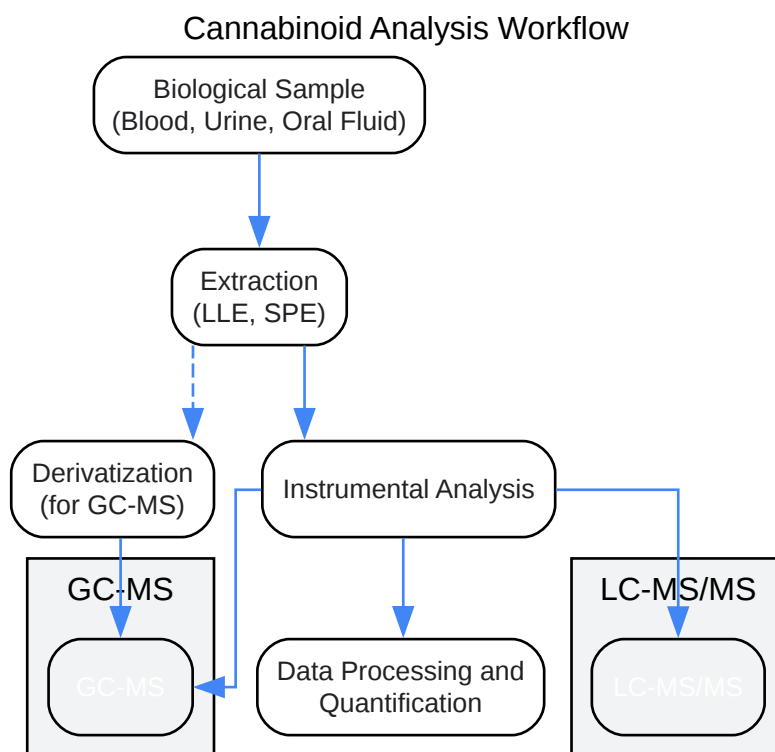 Cannabinoid Analysis Workflow
Biological Sample
(Blood, Urine, Oral Fluid)
Extraction
(LLE, SPE)
Derivatization
(for GC-MS)
Instrumental Analysis
GC-MS
LC-MS/MS
GC-MS
Data Processing and
Quantification
LC-MS/MS